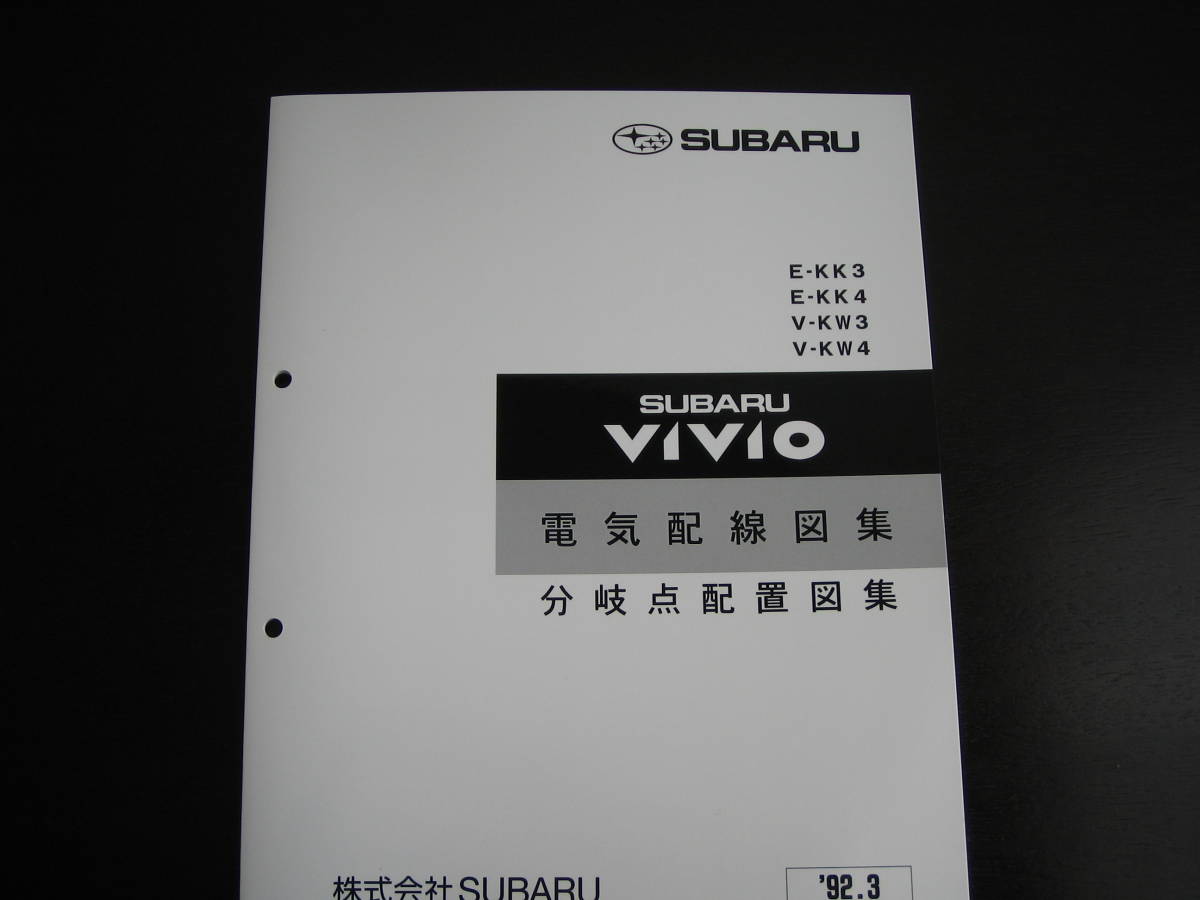 SUBARU
E-KK3
E-KK4
V-KW3
V-KW4
SUBARU
VIVIO
電気配線図集
分岐点配置図集
株式会社SUBARU
'92.3